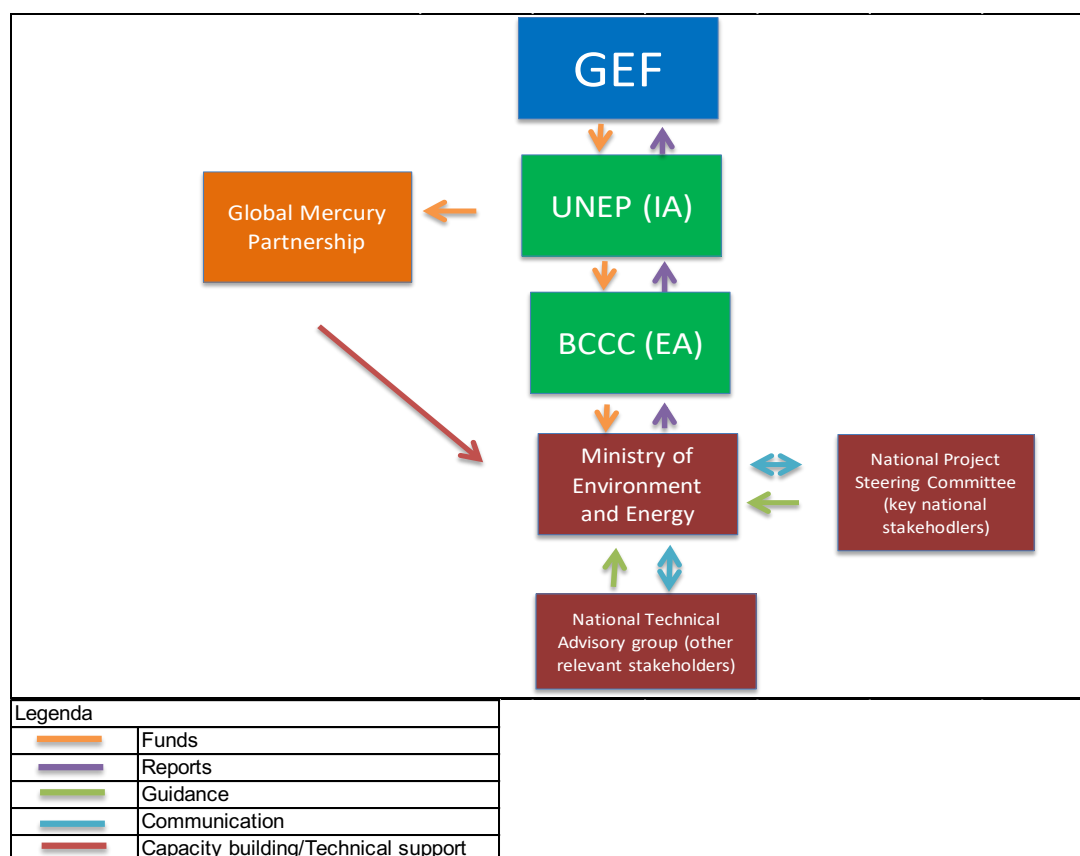 GEF
UNEP (IA)
Global Mercury
Partnership
BCCC (EA)
Ministry of
Environment
and Energy
National Project
Steering Committee
(key national
stakehodlers)
National Technical
Advisory group (other
relevant stakeholders)
Legenda
Funds
Reports
Guidance
Communication
Capacity building/Technical support